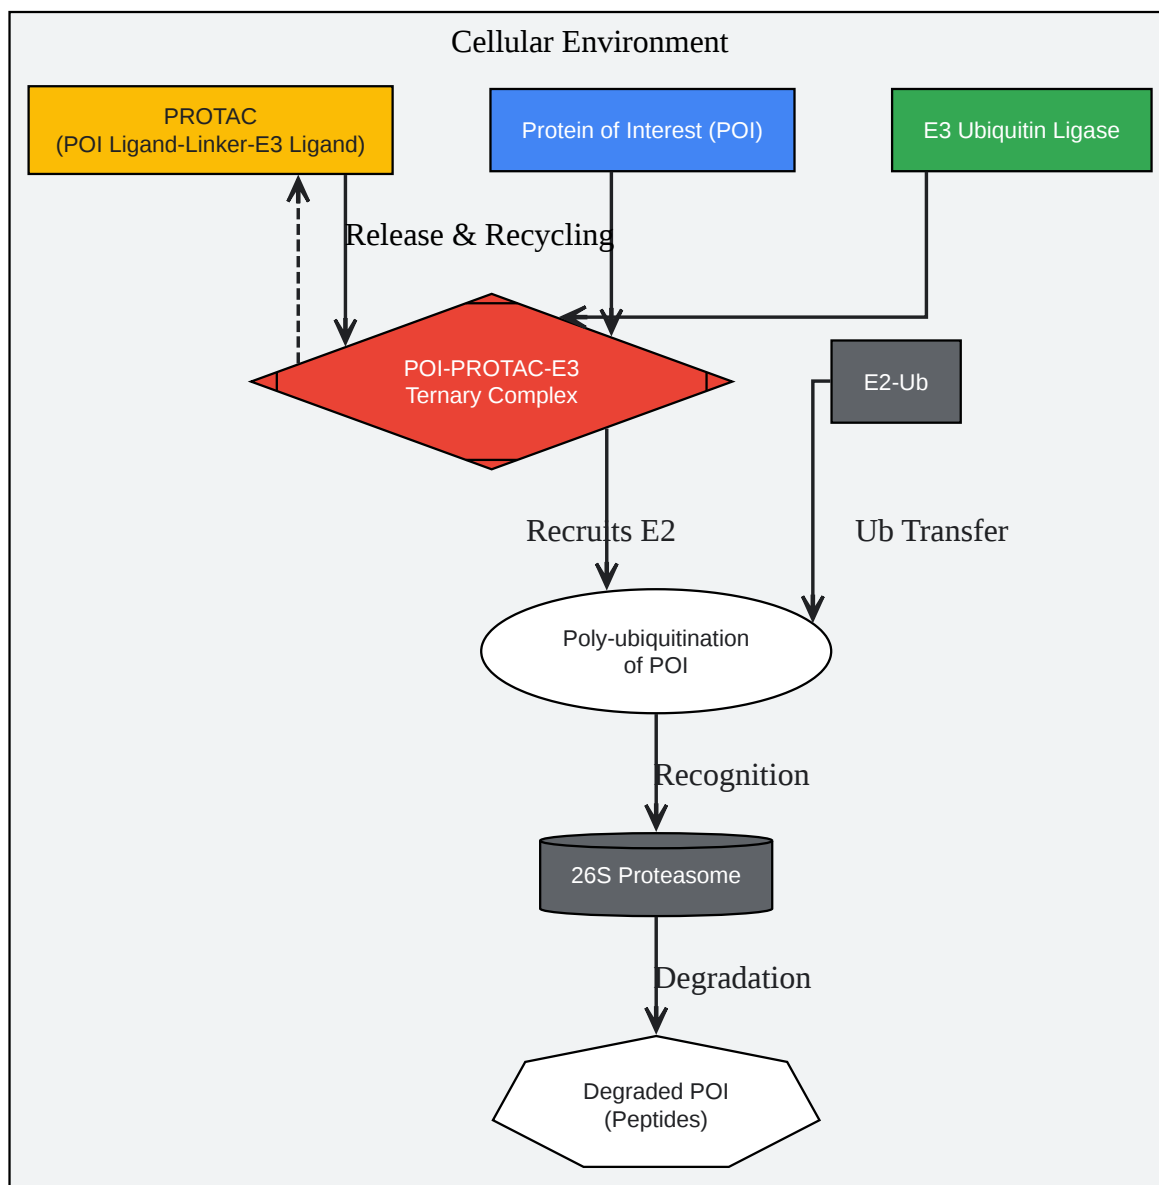 Cellular Environment
PROTAC
(POI Ligand-Linker-E3 Ligand)
Protein of Interest (POI)
E3 Ubiquitin Ligase
Release & Recycling
POI-PROTAC-E3
Ternary Complex
E2-Ub
Recruits E2
Ub Transfer
Poly-ubiquitination
of POI
Recognition
26S Proteasome
Degradation
Degraded POI
(Peptides)